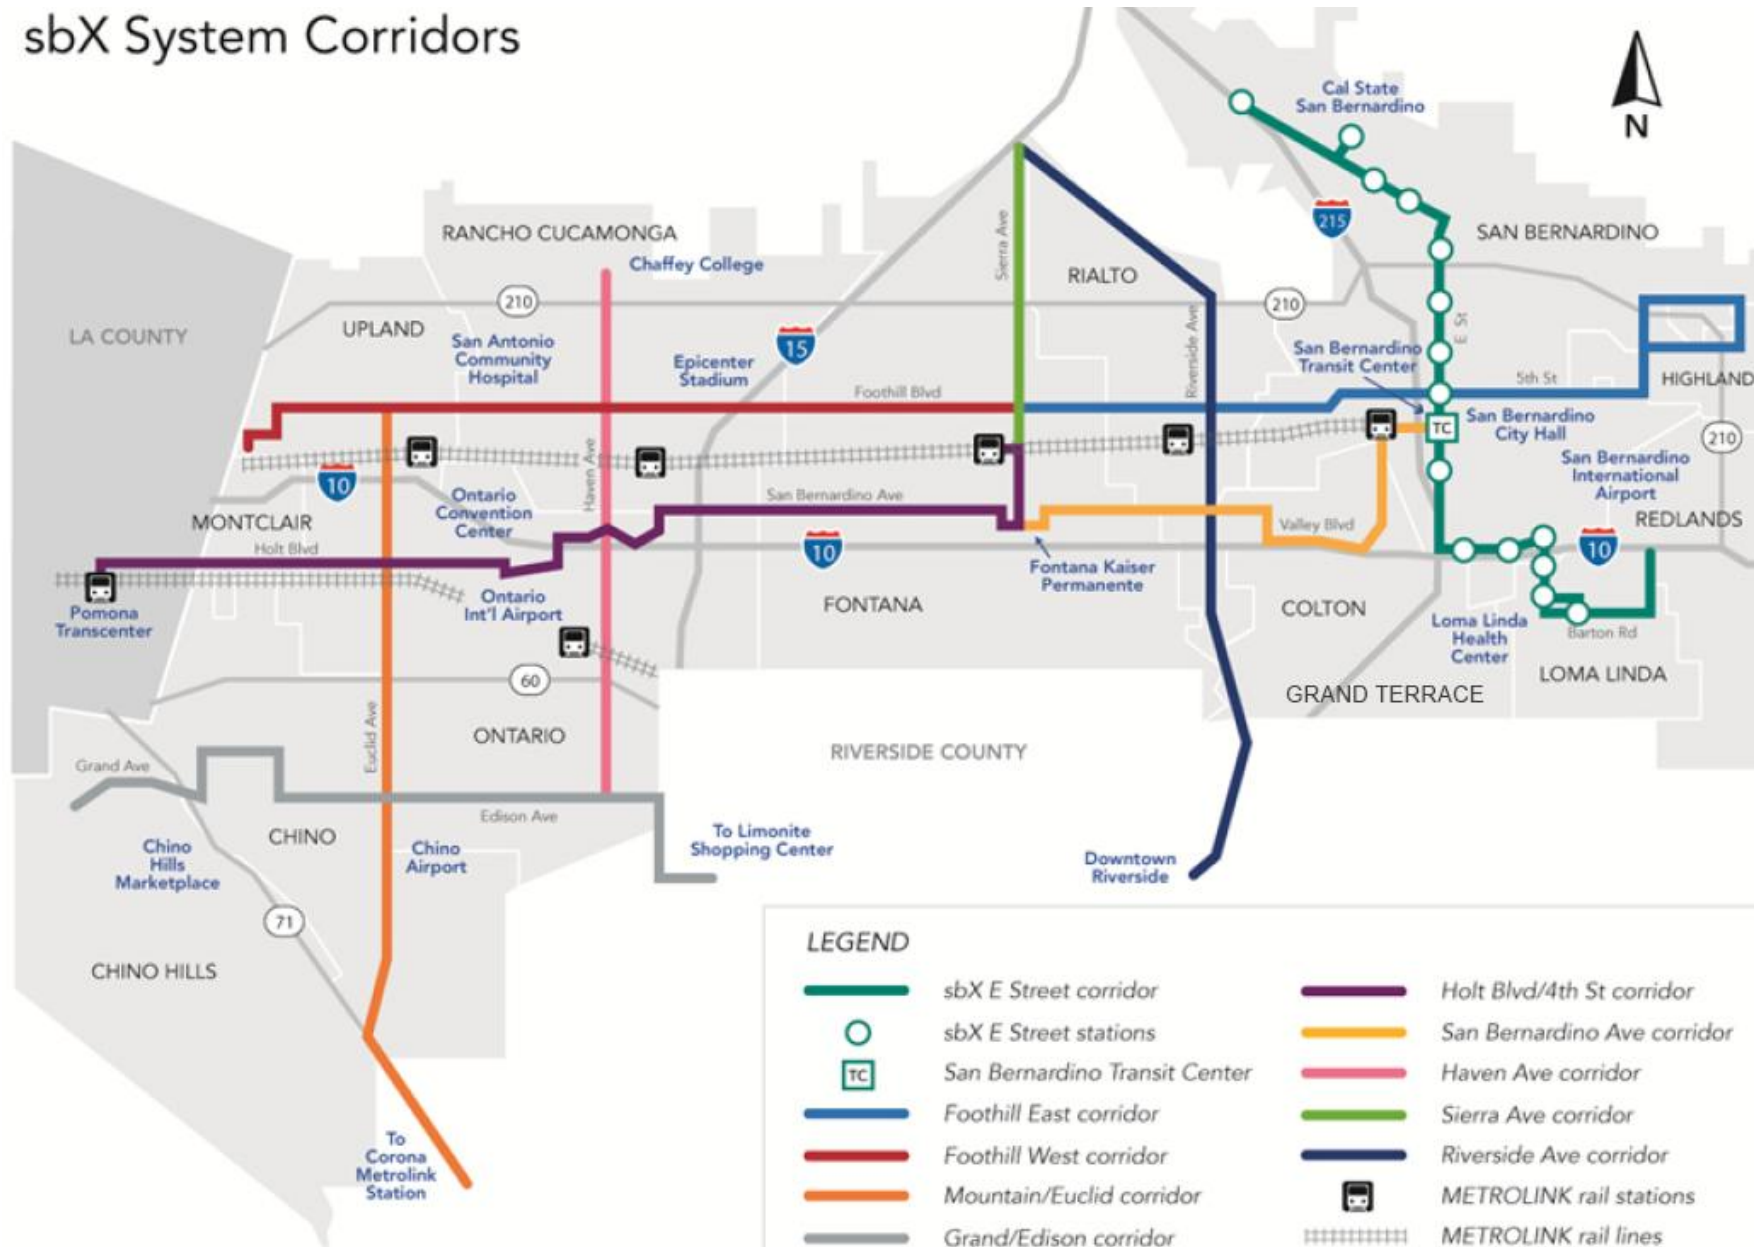 sbX System Corridors
N
Cal State
San Bernardino
215
RANCHO CUCAMONGA
SAN BERNARDINO
Chaffey College
Sierra Ave
RIALTO
210
210
LA COUNTY
UPLAND
San Antonio
Community
Hospital
Epicenter
Stadium
15
Riverside Ave
San Bernardino
Transit Center
E St
Foothill Blvd
5th St
HIGHLAND
TC
San Bernardino
City Hall
210
San Bernardino
International
Airport
10
Haven Ave
Ontario
Convention
Center
San Bernardino Ave
MONTCLAIR
Holt Blvd
Valley Blvd
REDLANDS
10
10
Fontana Kaiser
Permanente
Pomona
Transcenter
Ontario
Int'l Airport
FONTANA
COLTON
Loma Linda
Health
Center
Barton Rd
LOMA LINDA
60
GRAND TERRACE
Euclid Ave
ONTARIO
RIVERSIDE COUNTY
Grand Ave
Edison Ave
CHINO
Chino
Hills
Marketplace
Chino
Airport
To Limonite
Shopping Center
Downtown
Riverside
71
CHINO HILLS
To
Corona
Metrolink
Station
LEGEND
sbX E Street corridor
sbX E Street stations
TC
San Bernardino Transit Center
Foothill East corridor
Foothill West corridor
Mountain/Euclid corridor
Grand/Edison corridor
Holt Blvd/4th St corridor
San Bernardino Ave corridor
Haven Ave corridor
Sierra Ave corridor
Riverside Ave corridor
METROLINK rail stations
METROLINK rail lines